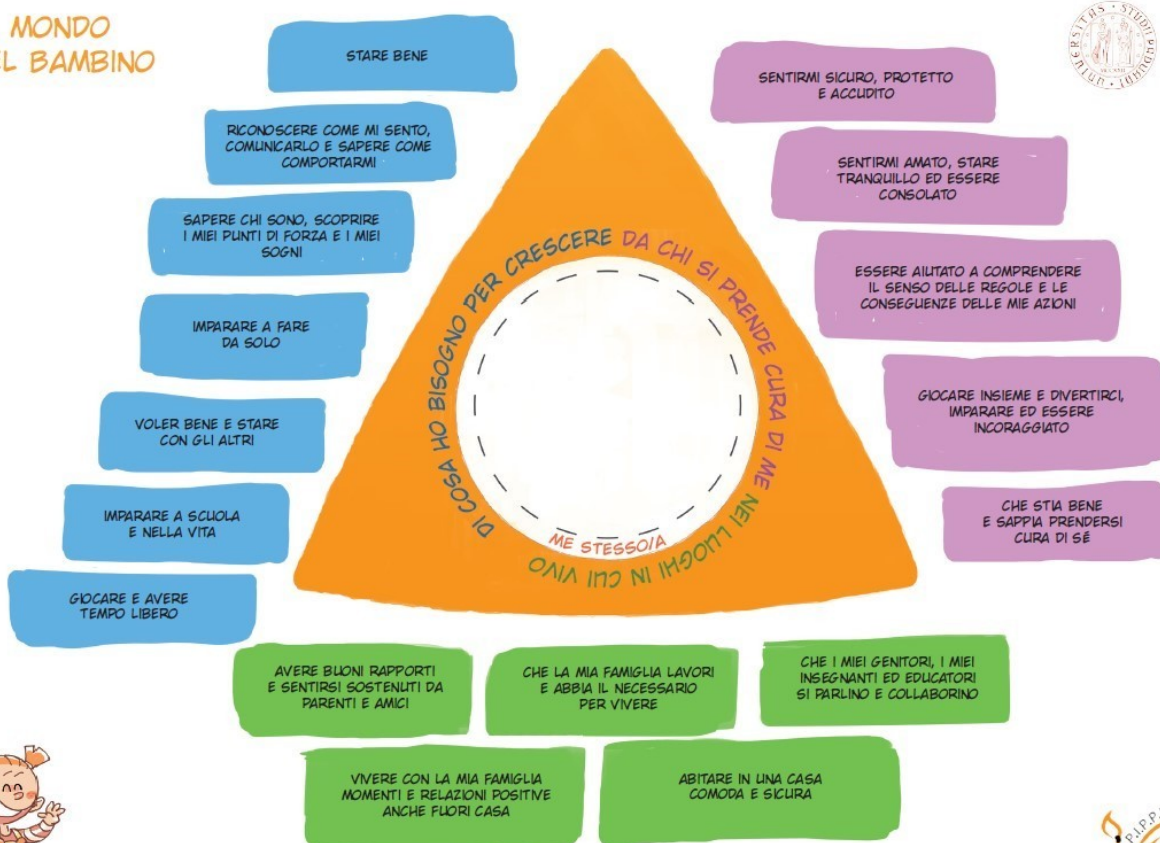 MONDO
EL BAMBINO
STARE BENE
RICONOSCERE COME MI SENTO,
COMUNICARLO E SAPERE COME
COMPORTARMI
SAPERE CHI SONO, SCOPRIRE
I MIEI PUNTI DI FORZA E I MIEI
SOGNI
IMPARARE A FARE
DA SOLO
VOLER BENE E STARE
CON GLI ALTRI
IMPARARE A SCUOLA
E NELLA VITA
GIOCARE E AVERE
TEMPO LIBERO
DI COSA HO BISOGNO PER CRESCERE
DA CHI SI PRENDE CURA DI ME
NEI LUOGHI IN CUI VIVO
ME STESSO/A
SENTIRMI SICURO, PROTETTO
E ACCUDITO
SENTIRMI AMATO, STARE
TRANQUILLO ED ESSERE
CONSOLATO
ESSERE AIUTATO A COMPRENDERE
IL SENSO DELLE REGOLE E LE
CONSEGUENZE DELLE MIE AZIONI
GIOCARE INSIEME E DIVERTIRCI,
IMPARARE ED ESSERE
INCORAGGIATO
CHE STIA BENE
E SAPPIA PRENDERSI
CURA DI SÉ
AVERE BUONI RAPPORTI
E SENTIRSI SOSTENUTI DA
PARENTI E AMICI
CHE LA MIA FAMIGLIA LAVORI
E ABBIA IL NECESSARIO
PER VIVERE
CHE I MIEI GENITORI, I MIEI
INSEGNANTI ED EDUCATORI
SI PARLINO E COLLABORINO
VIVERE CON LA MIA FAMIGLIA
MOMENTI E RELAZIONI POSITIVE
ANCHE FUORI CASA
ABITARE IN UNA CASA
COMODA E SICURA
P.I.P.P.I